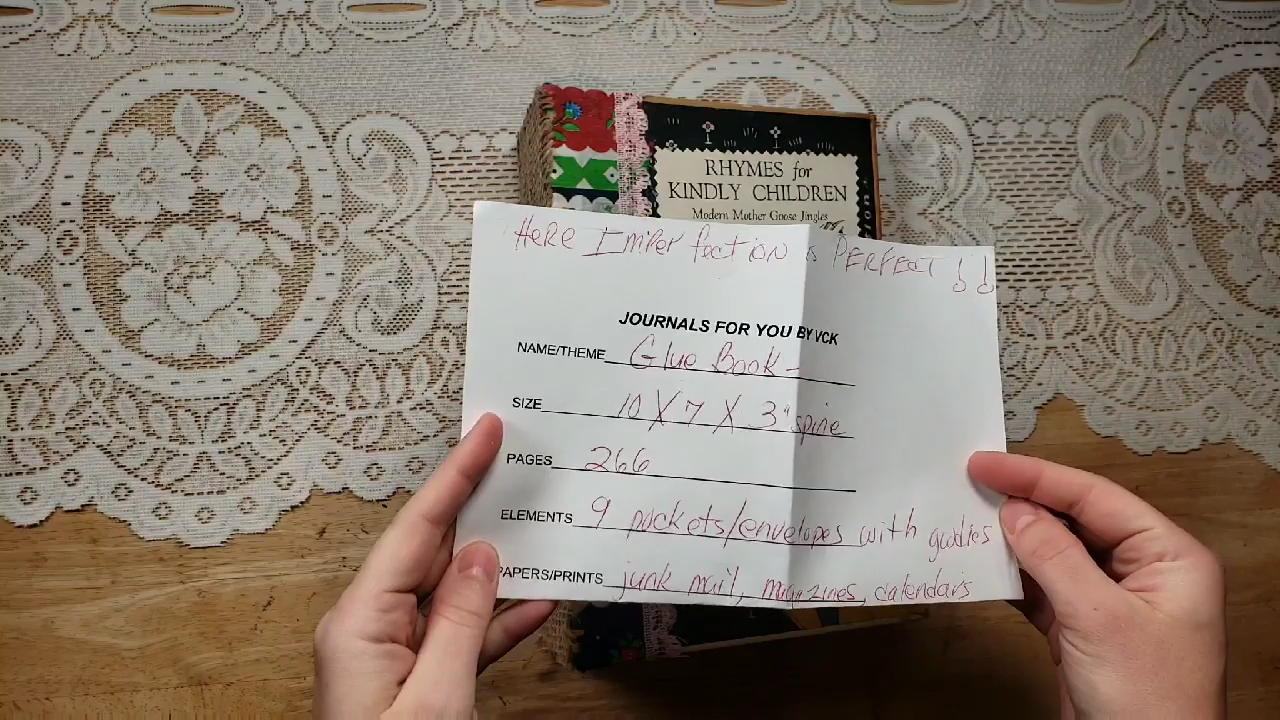 RHYMES for
KINDLY CHILDREN
Modern Mother Goose Jingles
HERE Imperfection is PERFECT !!
JOURNALS FOR YOU BY VCK
NAME/THEME Glue Book -
SIZE 10 X 7 X 3" spine
PAGES 266
ELEMENTS 9 pockets/envelopes with goodies
PAPERS/PRINTS junk mail, magazines, calendars